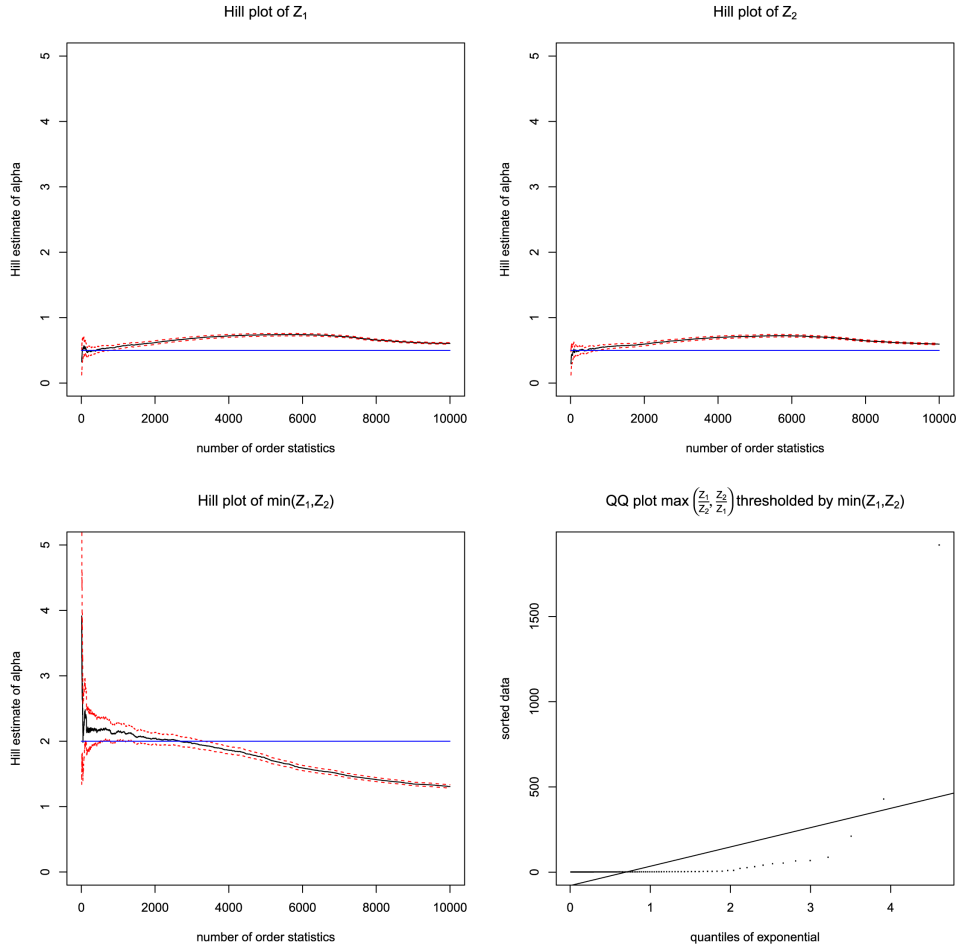 Hill plot of Z₁
Hill estimate of alpha
5
4
3
2
1
0
0 2000 4000 6000 8000 10000
number of order statistics
Hill plot of Z₂
Hill estimate of alpha
5
4
3
2
1
0
0 2000 4000 6000 8000 10000
number of order statistics
Hill plot of min(Z₁,Z₂)
Hill estimate of alpha
5
4
3
2
1
0
0 2000 4000 6000 8000 10000
number of order statistics
QQ plot max (Z₁/Z₂, Z₂/Z₁) thresholded by min(Z₁,Z₂)
sorted data
1500
1000
500
0
0 1 2 3 4
quantiles of exponential